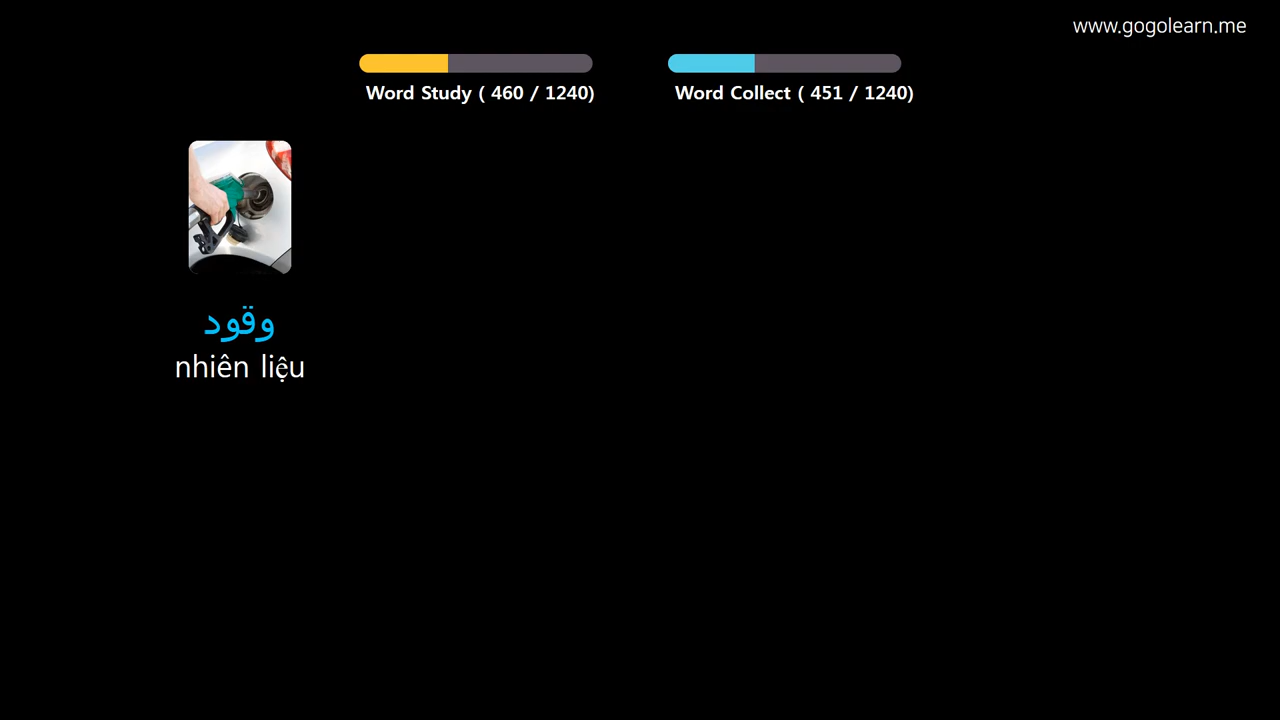 www.gogolearn.me
Word Study ( 460 / 1240)
Word Collect ( 451 / 1240)
وقود
nhiên liệu